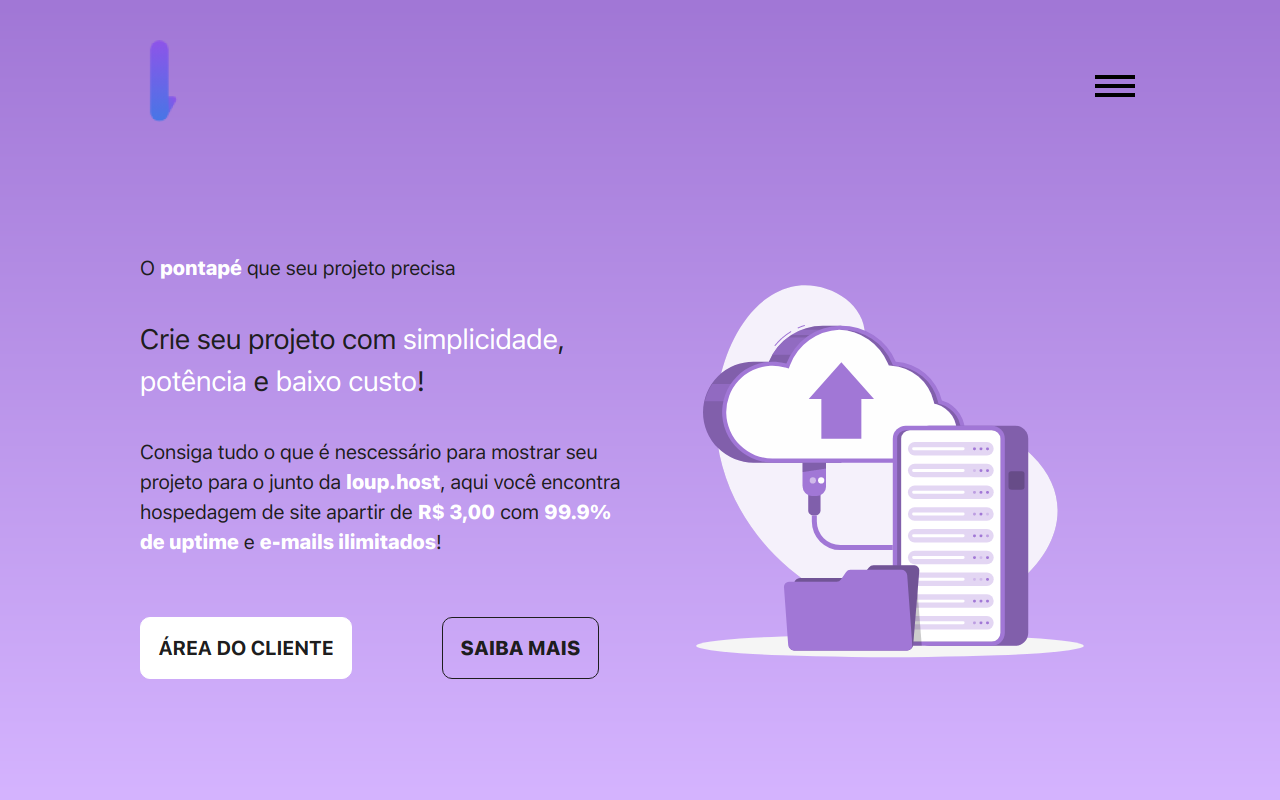 O pontapé que seu projeto precisa
Crie seu projeto com simplicidade,
potência e baixo custo!
Consiga tudo o que é nescessário para mostrar seu
projeto para o junto da loup.host, aqui você encontra
hospedagem de site apartir de R$ 3,00 com 99.9%
de uptime e e-mails ilimitados!
ÁREA DO CLIENTE
SAIBA MAIS